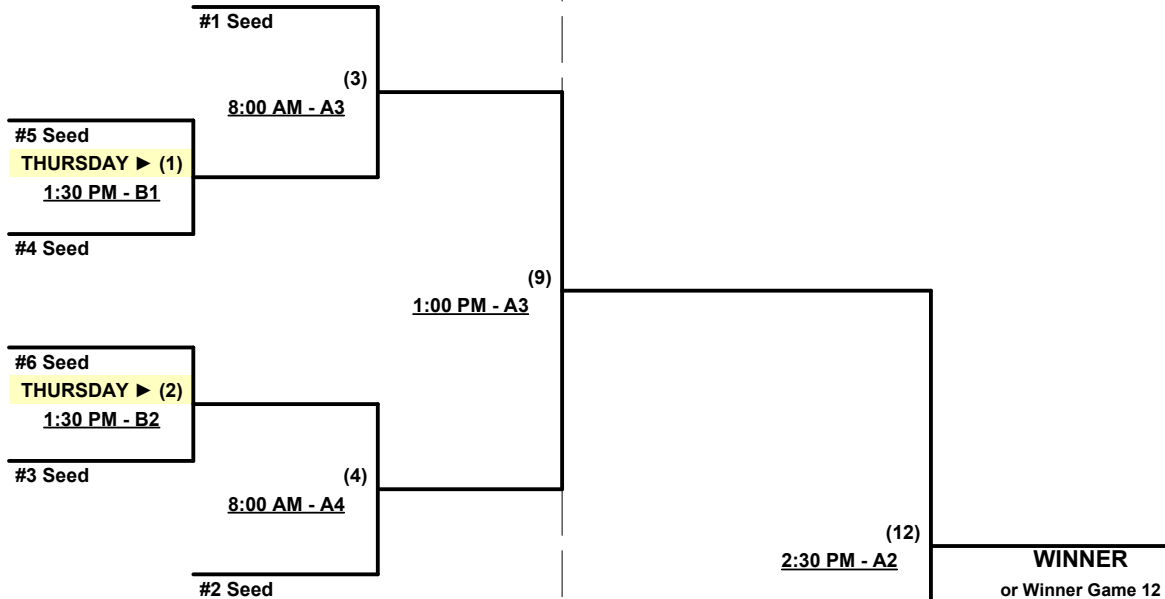 #1 Seed
(3)
8:00 AM - A3
#5 Seed
THURSDAY ► (1)
1:30 PM - B1
#4 Seed
(9)
1:00 PM - A3
#6 Seed
THURSDAY ► (2)
1:30 PM - B2
#3 Seed
(4)
8:00 AM - A4
#2 Seed
(12)
2:30 PM - A2
WINNER
or Winner Game 12